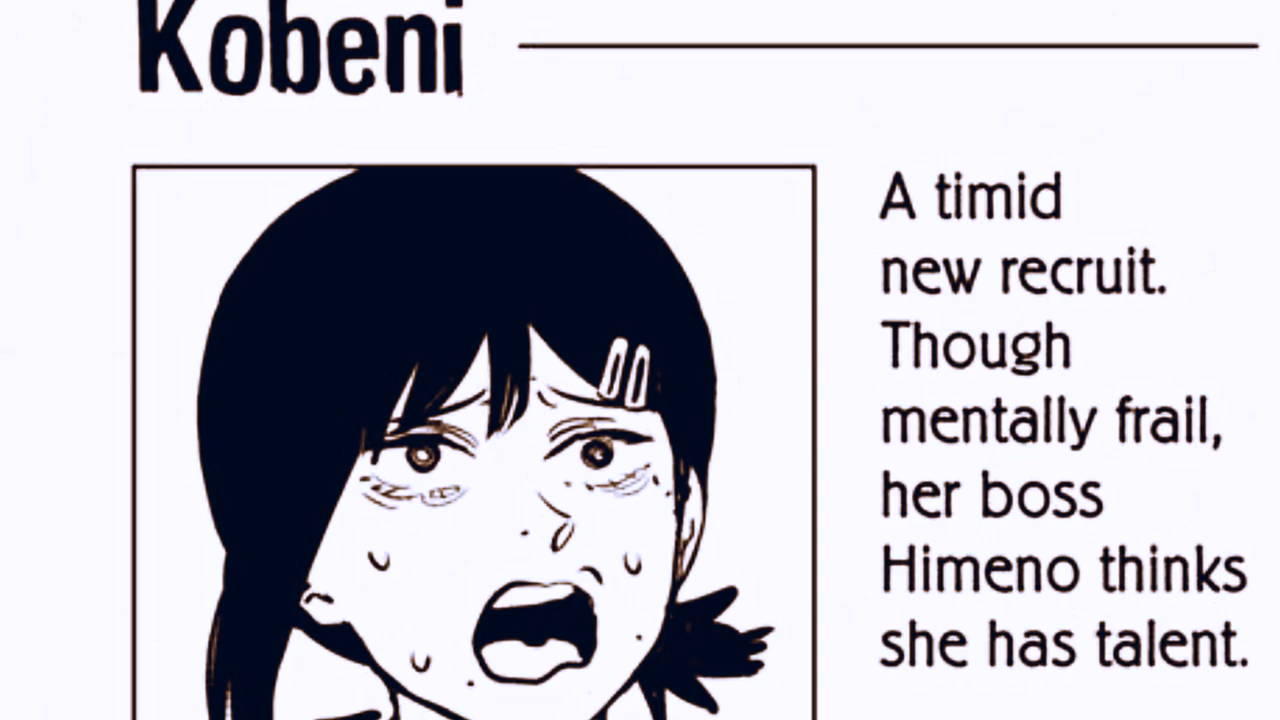 Kobeni
A timid
new recruit.
Though
mentally frail,
her boss
Himeno thinks
she has talent.